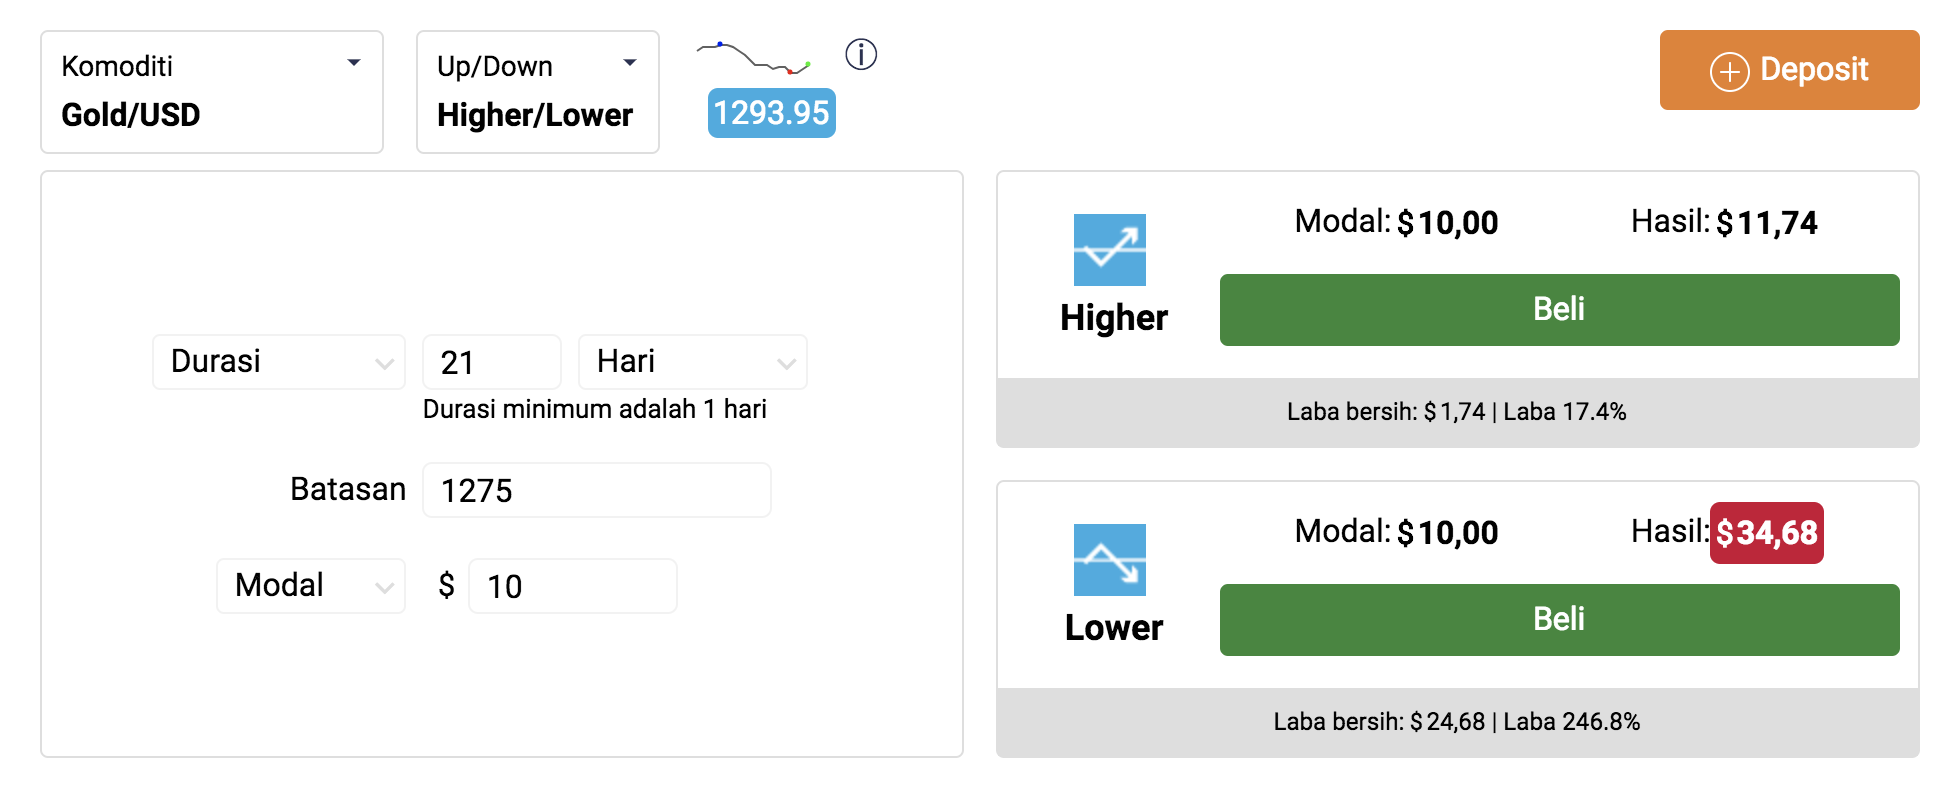 Komoditi
Gold/USD
Up/Down
Higher/Lower
1293.95
Deposit
Durasi 21 Hari
Durasi minimum adalah 1 hari
Batasan 1275
Modal $ 10
Modal: $10,00 Hasil: $11,74
Higher
Beli
Laba bersih: $1,74 | Laba 17.4%
Modal: $10,00 Hasil: $34,68
Lower
Beli
Laba bersih: $24,68 | Laba 246.8%